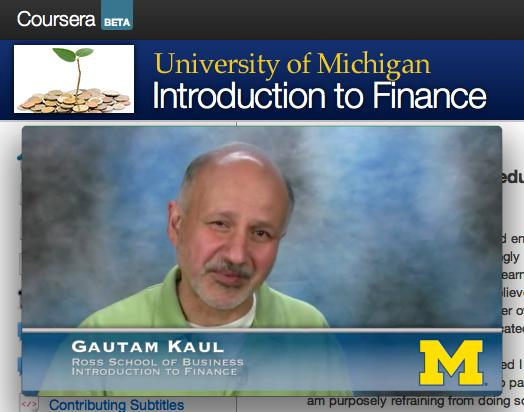 Coursera BETA
University of Michigan
Introduction to Finance
GAUTAM KAUL
ROSS SCHOOL OF BUSINESS
INTRODUCTION TO FINANCE
M
Contributing Subtitles
am purposely refraining from doing so